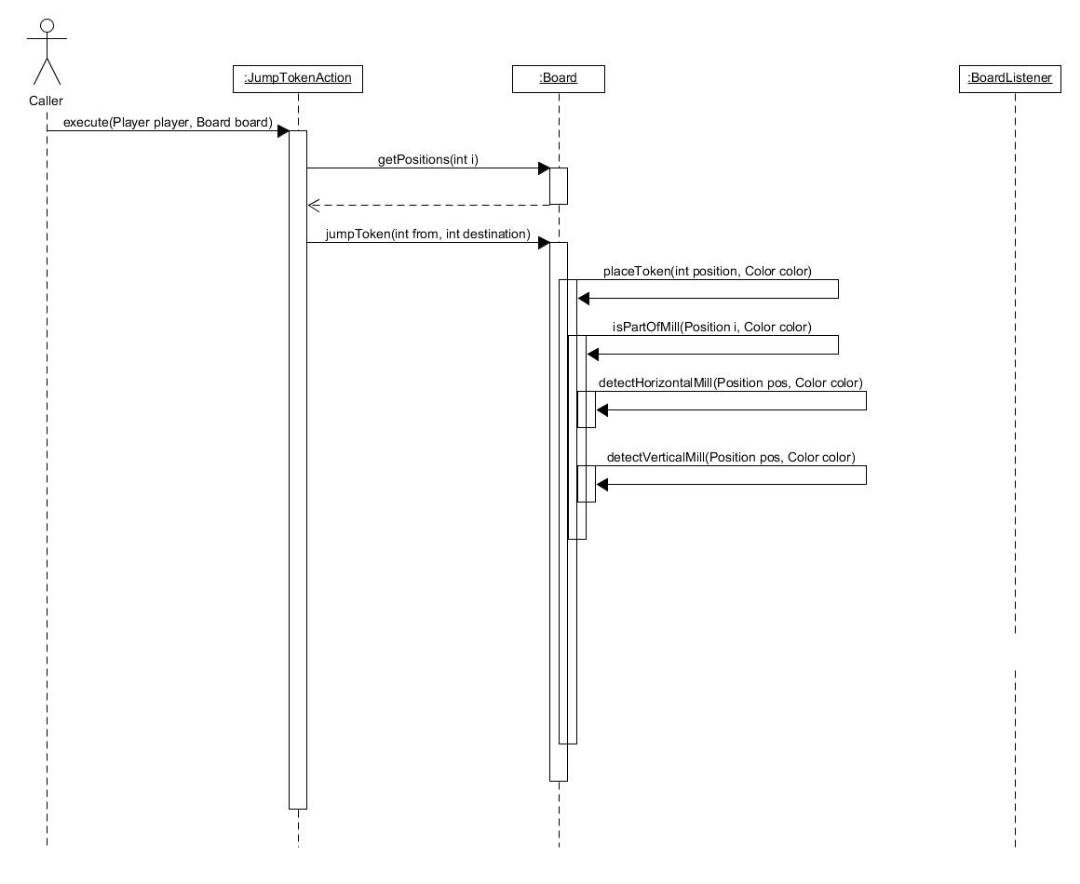 :JumpTokenAction
:Board
:BoardListener
Caller
execute(Player player, Board board)
getPositions(int i)
jumpToken(int from, int destination)
placeToken(int position, Color color)
isPartOfMill(Position i, Color color)
detectHorizontalMill(Position pos, Color color)
detectVerticalMill(Position pos, Color color)